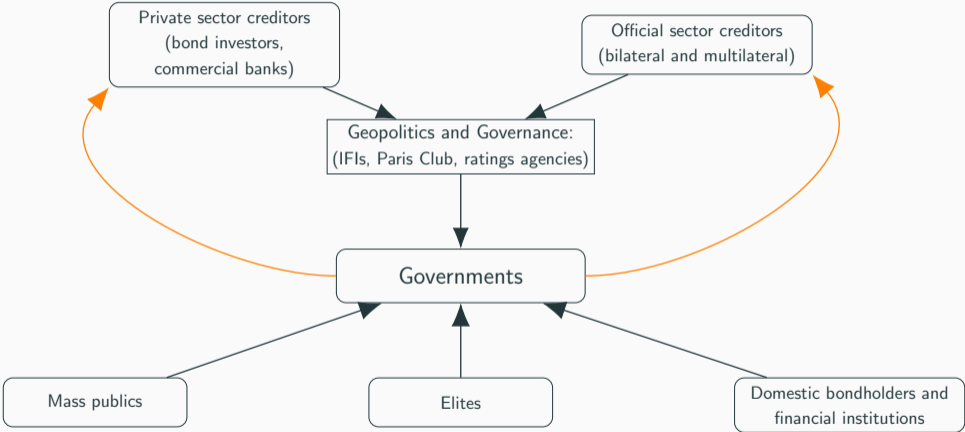 Private sector creditors
(bond investors,
commercial banks)
Official sector creditors
(bilateral and multilateral)
Geopolitics and Governance:
(IFIs, Paris Club, ratings agencies)
Governments
Mass publics
Elites
Domestic bondholders and
financial institutions